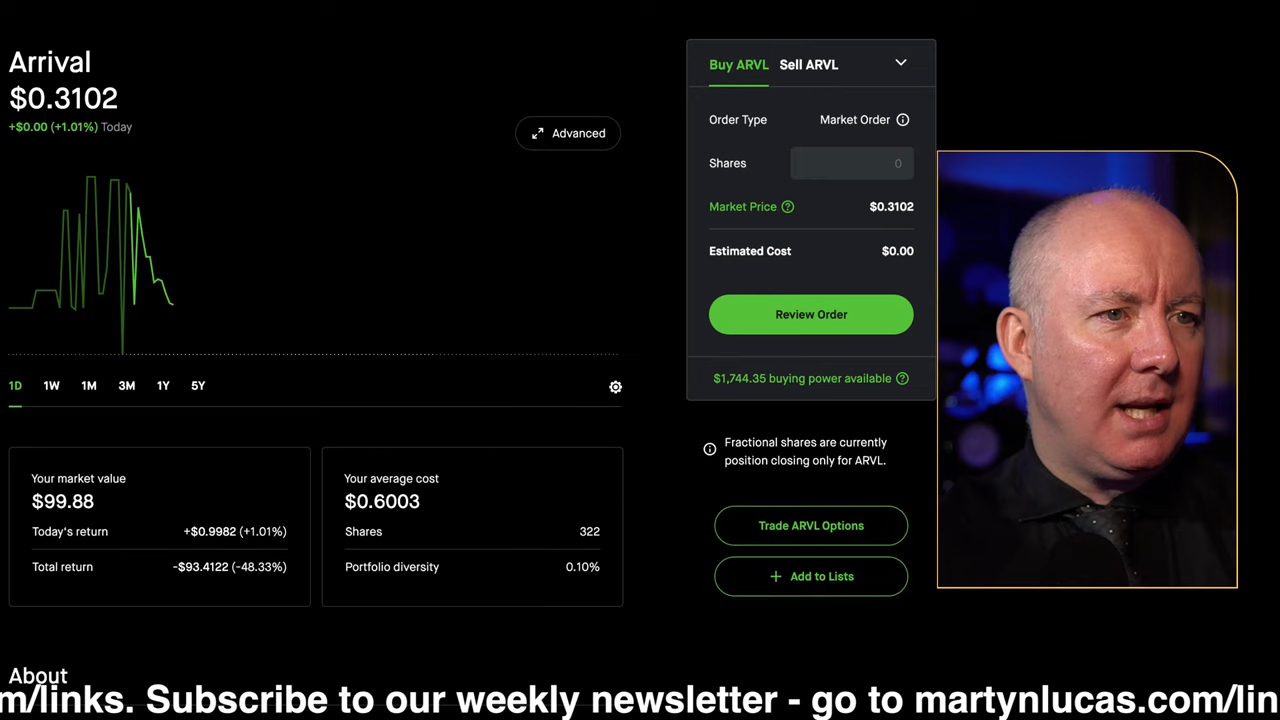 Arrival
$0.3102
+$0.00 (+1.01%) Today
Advanced
1D 1W 1M 3M 1Y 5Y
Your market value
$99.88
Today's return +$0.9982 (+1.01%)
Total return -$93.4122 (-48.33%)
Your average cost
$0.6003
Shares 322
Portfolio diversity 0.10%
About
Buy ARVL Sell ARVL
Order Type Market Order
Shares 0
Market Price $0.3102
Estimated Cost $0.00
Review Order
$1,744.35 buying power available
Fractional shares are currently
position closing only for ARVL.
Trade ARVL Options
+ Add to Lists
m/links. Subscribe to our weekly newsletter - go to martynlucas.com/lin